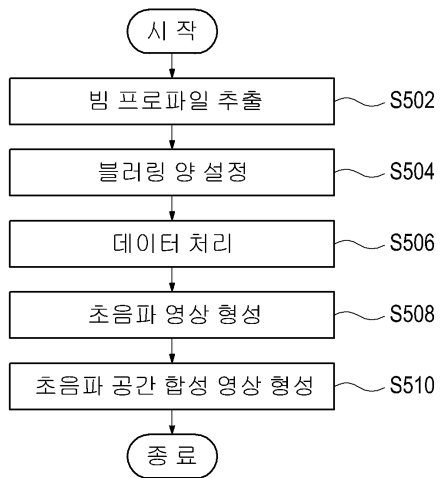 시 작
빔 프로파일 추출 S502
블러링 양 설정 S504
데이터 처리 S506
초음파 영상 형성 S508
초음파 공간 합성 영상 형성 S510
종 료